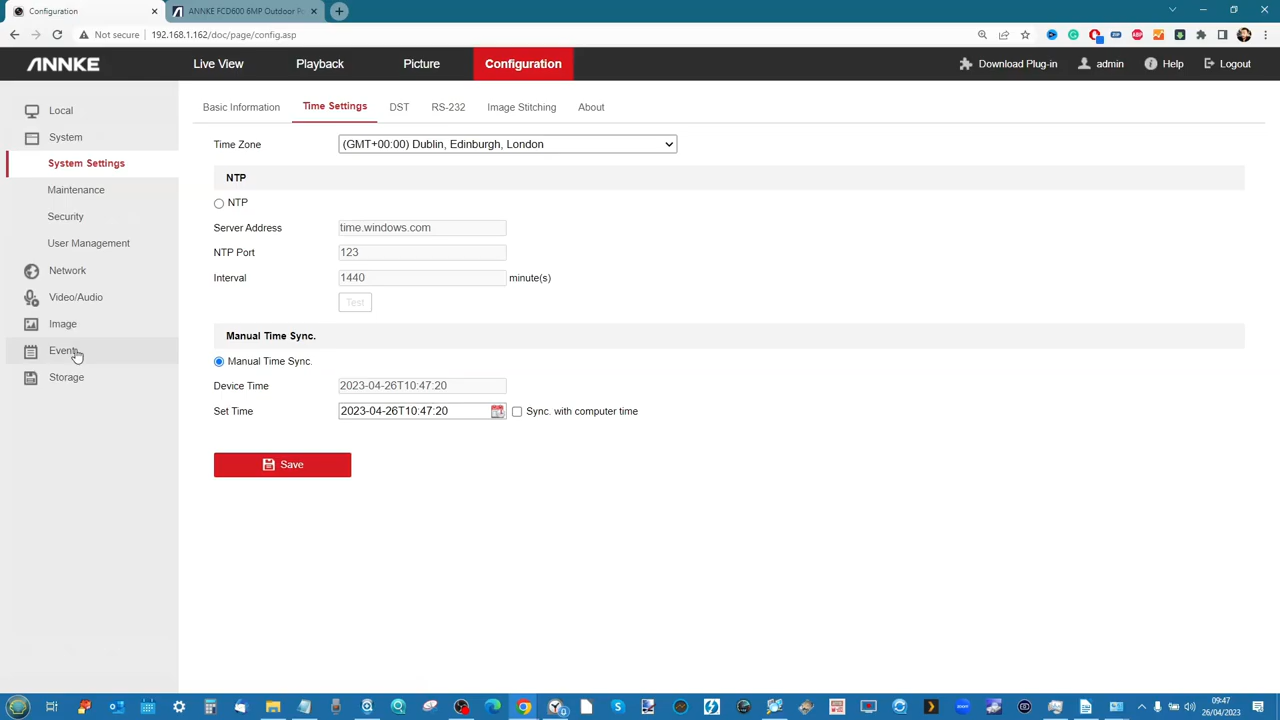 Configuration
ANNKE FCD600 6MP Outdoor P
Not secure 192.168.1.162/doc/page/config.asp
ANNKE Live View Playback Picture Configuration Download Plug-in admin Help Logout
Local
System
System Settings
Maintenance
Security
User Management
Network
Video/Audio
Image
Event
Storage
Basic Information Time Settings DST RS-232 Image Stitching About
Time Zone (GMT+00:00) Dublin, Edinburgh, London
NTP
NTP
Server Address time.windows.com
NTP Port 123
Interval 1440 minute(s)
Test
Manual Time Sync.
Manual Time Sync.
Device Time 2023-04-26T10:47:20
Set Time 2023-04-26T10:47:20 Sync. with computer time
Save
09:47
26/04/2023